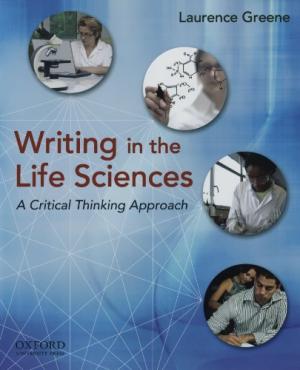 Laurence Greene
Writing in the
Life Sciences
A Critical Thinking Approach
OXFORD
UNIVERSITY PRESS